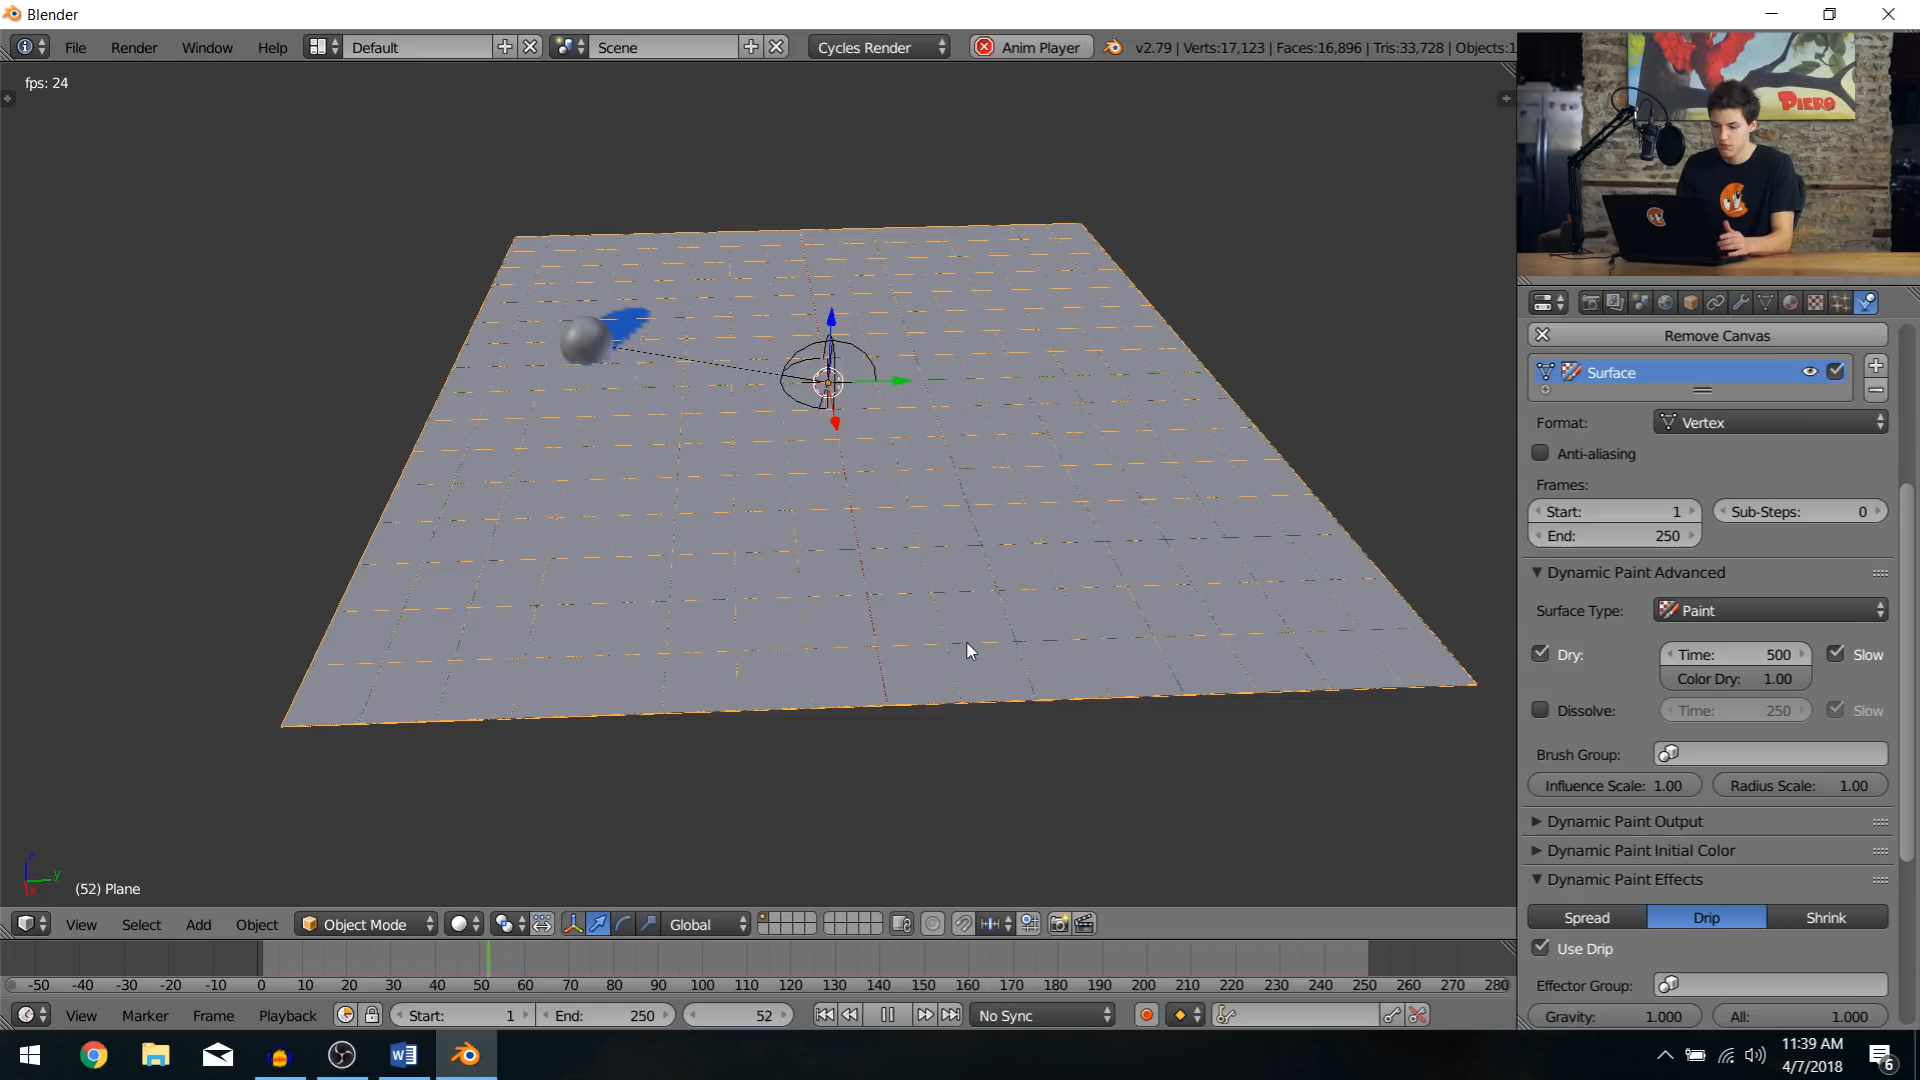 Blender
File Render Window Help Default Scene Cycles Render Anim Player v2.79 | Verts:17,123 | Faces:16,896 | Tris:33,728 | Objects:1
fps: 24
PIERO
Remove Canvas
Surface
Format: Vertex
Anti-aliasing
Frames:
Start: 1 Sub-Steps: 0
End: 250
Dynamic Paint Advanced
Surface Type: Paint
Dry: Time: 500 Slow
Color Dry: 1.00
Dissolve: Time: 250 Slow
Brush Group:
Influence Scale: 1.00 Radius Scale: 1.00
Dynamic Paint Output
Dynamic Paint Initial Color
Dynamic Paint Effects
Spread Drip Shrink
Use Drip
Effector Group:
Gravity: 1.000 All: 1.000
z
y
x
(52) Plane
View Select Add Object Object Mode Global
-50 -40 -30 -20 -10 0 10 20 30 40 50 60 70 80 90 100 110 120 130 140 150 160 170 180 190 200 210 220 230 240 250 260 270 280
View Marker Frame Playback Start: 1 End: 250 52 No Sync
11:39 AM
4/7/2018
6